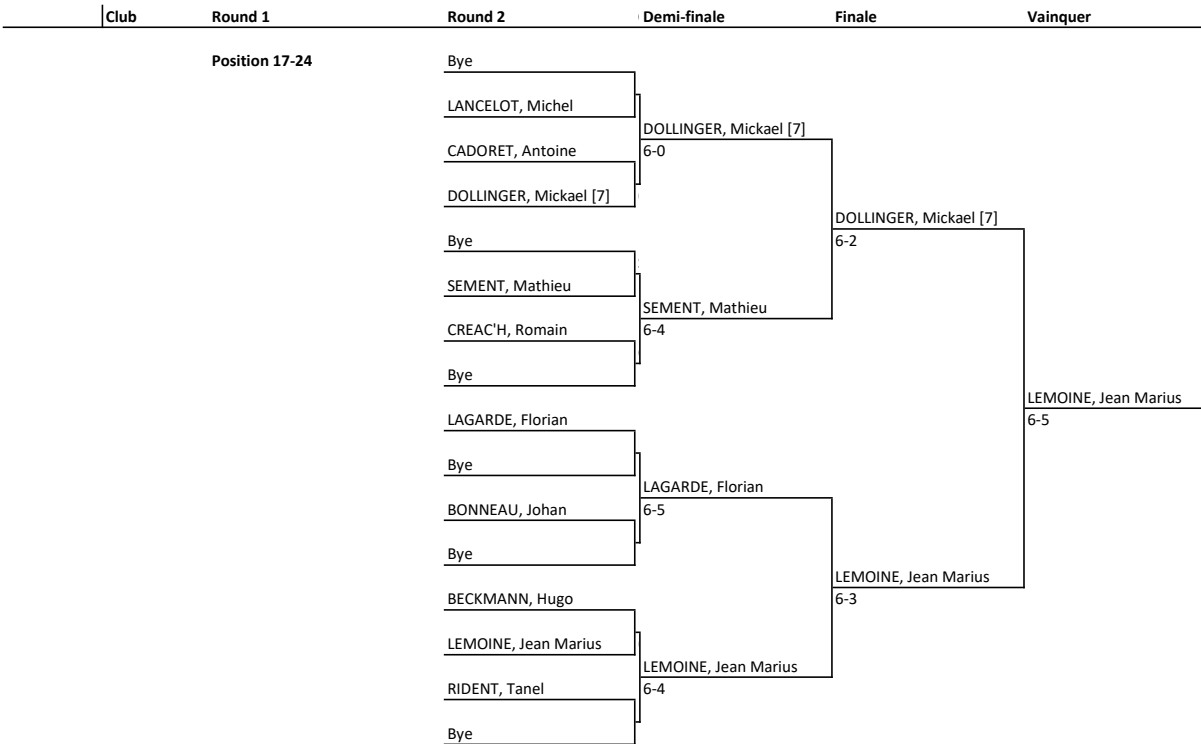 Club Round 1 Round 2 Demi-finale Finale Vainquer
Position 17-24 Bye
LANCELOT, Michel
DOLLINGER, Mickael [7]
CADORET, Antoine 6-0
DOLLINGER, Mickael [7]
DOLLINGER, Mickael [7]
Bye 6-2
SEMENT, Mathieu
SEMENT, Mathieu
CREAC'H, Romain 6-4
Bye
LEMOINE, Jean Marius
LAGARDE, Florian 6-5
Bye
LAGARDE, Florian
BONNEAU, Johan 6-5
Bye
LEMOINE, Jean Marius
BECKMANN, Hugo 6-3
LEMOINE, Jean Marius
LEMOINE, Jean Marius
RIDENT, Tanel 6-4
Bye